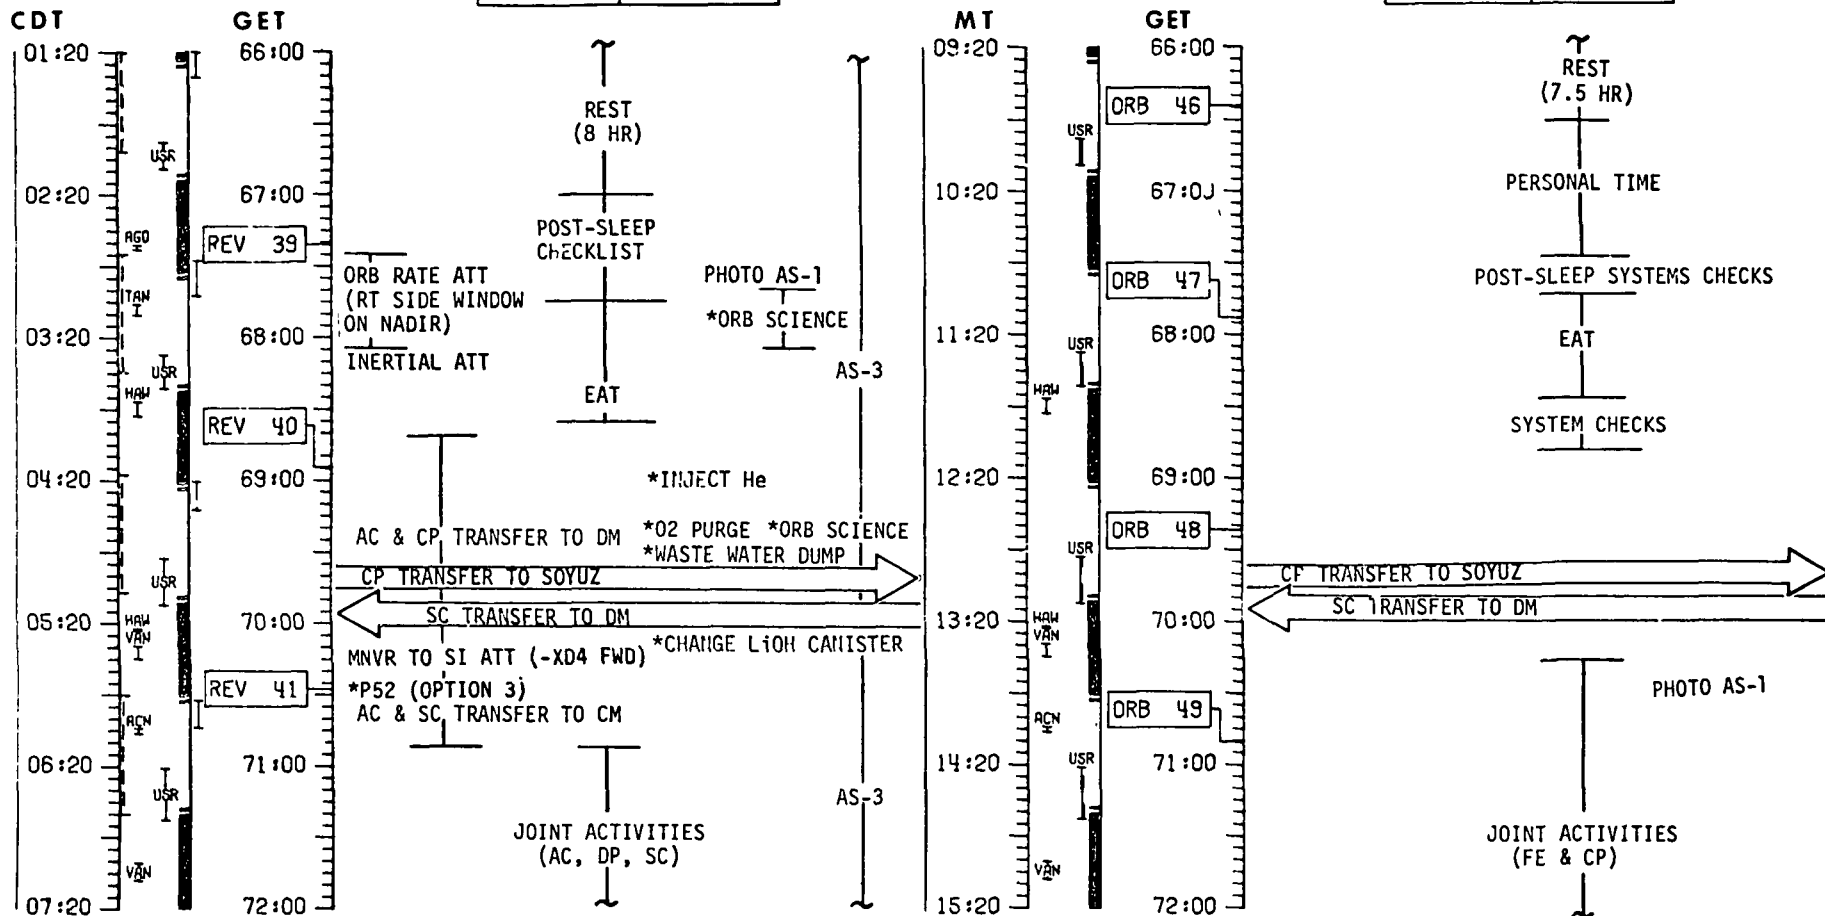 CDT GET MT GET
01:20
02:20
03:20
04:20
05:20
06:20
07:20
USR
AGO
TAN
USR
HAW
USR
HAW
VAN
ACN
USR
VAN
REV 39
REV 40
REV 41
66:00
67:00
68:00
69:00
70:00
71:00
72:00
ORB RATE ATT
(RT SIDE WINDOW
ON NADIR)
INERTIAL ATT
REST
(8 HR)
POST-SLEEP
CHECKLIST
EAT
PHOTO AS-1
*ORB SCIENCE
AS-3
*INJECT He
AC & CP TRANSFER TO DM
*O2 PURGE *ORB SCIENCE
*WASTE WATER DUMP
CP TRANSFER TO SOYUZ
SC TRANSFER TO DM
MNVR TO SI ATT (-XD4 FWD)
*CHANGE LiOH CANISTER
*P52 (OPTION 3)
AC & SC TRANSFER TO CM
AS-3
JOINT ACTIVITIES
(AC, DP, SC)
09:20
10:20
11:20
12:20
13:20
14:20
15:20
USR
USR
HAW
USR
HAW
VAN
ACN
USR
VAN
ORB 46
ORB 47
ORB 48
ORB 49
66:00
67:00
68:00
69:00
70:00
71:00
72:00
REST
(7.5 HR)
PERSONAL TIME
POST-SLEEP SYSTEMS CHECKS
EAT
SYSTEM CHECKS
CP TRANSFER TO SOYUZ
SC TRANSFER TO DM
PHOTO AS-1
JOINT ACTIVITIES
(FE & CP)